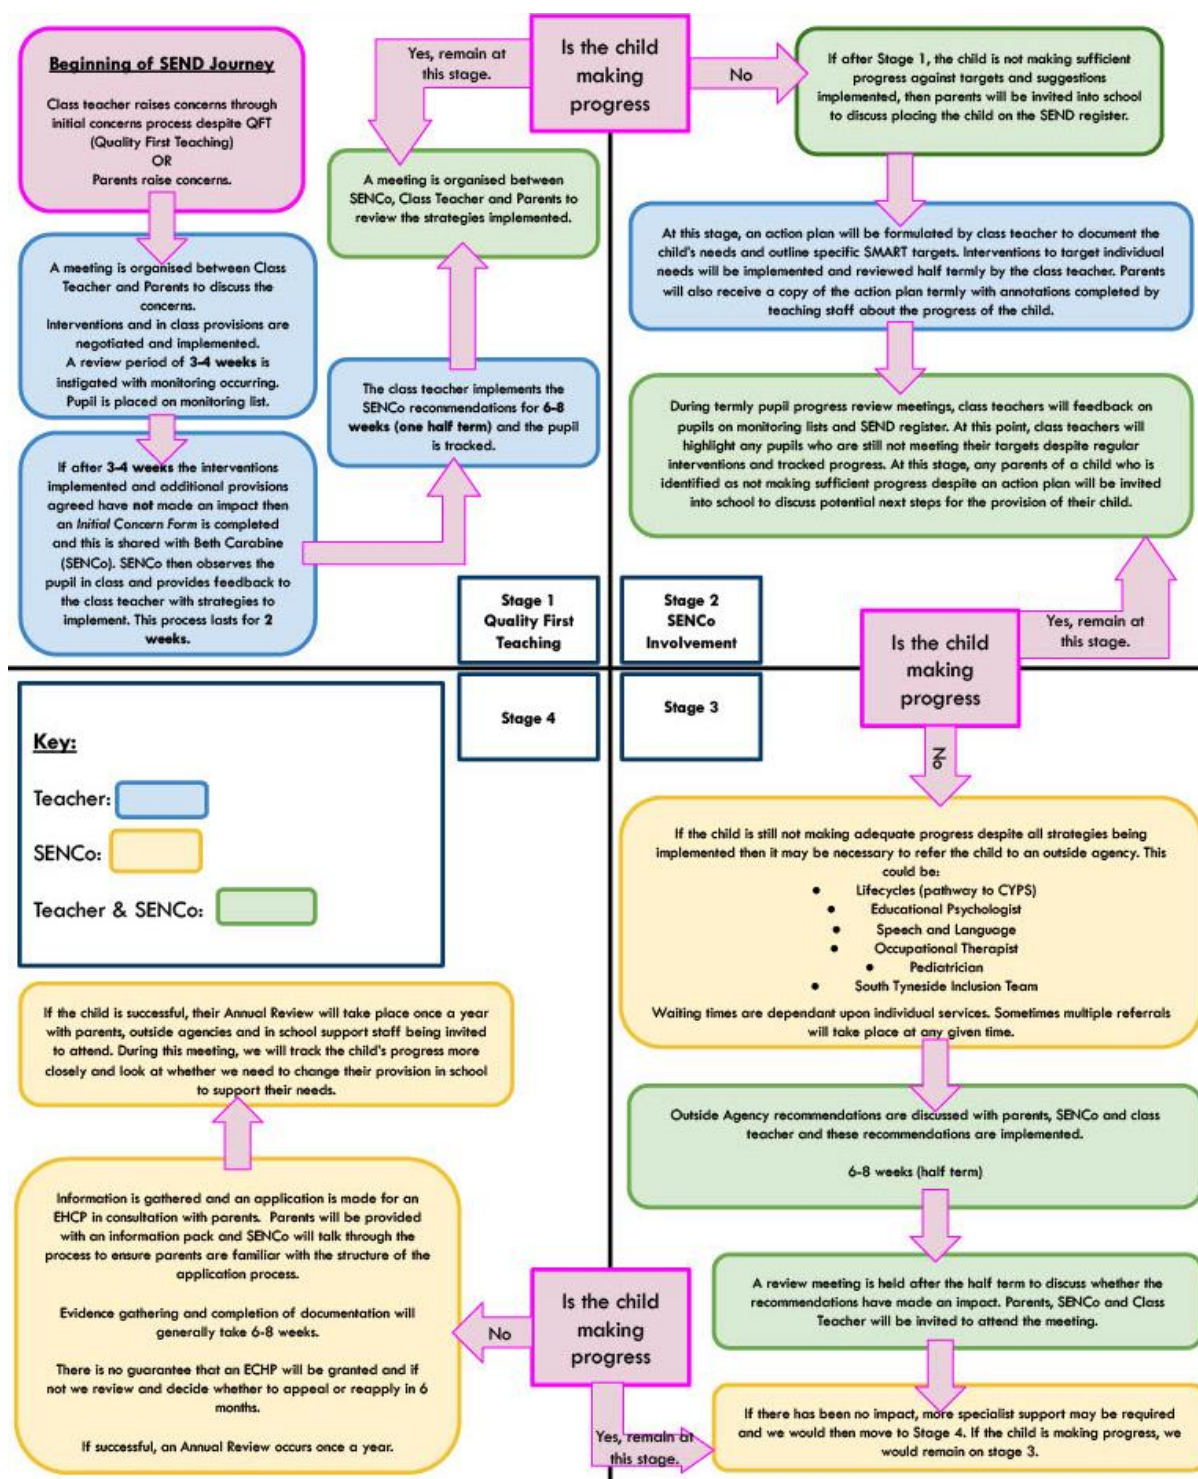 Beginning of SEND Journey
Class teacher raises concerns through
initial concerns process despite QFT
(Quality First Teaching)
OR
Parents raise concerns.
A meeting is organised between Class
Teacher and Parents to discuss the
concerns.
Interventions and in class provisions are
negotiated and implemented.
A review period of 3-4 weeks is
instigated with monitoring occurring.
Pupil is placed on monitoring list.
If after 3-4 weeks the interventions
implemented and additional provisions
agreed have not made an impact then
an Initial Concern Form is completed
and this is shared with Beth Carabine
(SENCo). SENCo then observes the
pupil in class and provides feedback to
the class teacher with strategies to
implement. This process lasts for 2
weeks.
The class teacher implements the
SENCo recommendations for 6-8
weeks (one half term) and the pupil
is tracked.
A meeting is organised between
SENCo, Class Teacher and Parents to
review the strategies implemented.
Yes, remain at
this stage.
Is the child
making
progress
No
Stage 1
Quality First
Teaching
If after Stage 1, the child is not making sufficient
progress against targets and suggestions
implemented, then parents will be invited into school
to discuss placing the child on the SEND register.
At this stage, an action plan will be formulated by class teacher to document the
child's needs and outline specific SMART targets. Interventions to target individual
needs will be implemented and reviewed half termly by the class teacher. Parents
will also receive a copy of the action plan termly with annotations completed by
teaching staff about the progress of the child.
During termly pupil progress review meetings, class teachers will feedback on
pupils on monitoring lists and SEND register. At this point, class teachers will
highlight any pupils who are still not meeting their targets despite regular
interventions and tracked progress. At this stage, any parents of a child who is
identified as not making sufficient progress despite an action plan will be invited
into school to discuss potential next steps for the provision of their child.
Stage 2
SENCo
Involvement
Is the child
making
progress
Yes, remain at
this stage.
No
Stage 3
If the child is still not making adequate progress despite all strategies being
implemented then it may be necessary to refer the child to an outside agency. This
could be:
● Lifecycles (pathway to CYPS)
● Educational Psychologist
● Speech and Language
● Occupational Therapist
● Pediatrician
● South Tyneside Inclusion Team
Waiting times are dependant upon individual services. Sometimes multiple referrals
will take place at any given time.
Outside Agency recommendations are discussed with parents, SENCo and class
teacher and these recommendations are implemented.
6-8 weeks (half term)
A review meeting is held after the half term to discuss whether the
recommendations have made an impact. Parents, SENCo and Class
Teacher will be invited to attend the meeting.
If there has been no impact, more specialist support may be required
and we would then move to Stage 4. If the child is making progress, we
would remain on stage 3.
Is the child
making
progress
Yes, remain at
this stage.
No
Stage 4
Key:
Teacher:
SENCo:
Teacher & SENCo:
If the child is successful, their Annual Review will take place once a year
with parents, outside agencies and in school support staff being invited
to attend. During this meeting, we will track the child's progress more
closely and look at whether we need to change their provision in school
to support their needs.
Information is gathered and an application is made for an
EHCP in consultation with parents. Parents will be provided
with an information pack and SENCo will talk through the
process to ensure parents are familiar with the structure of the
application process.
Evidence gathering and completion of documentation will
generally take 6-8 weeks.
There is no guarantee that an ECHP will be granted and if
not we review and decide whether to appeal or reapply in 6
months.
If successful, an Annual Review occurs once a year.